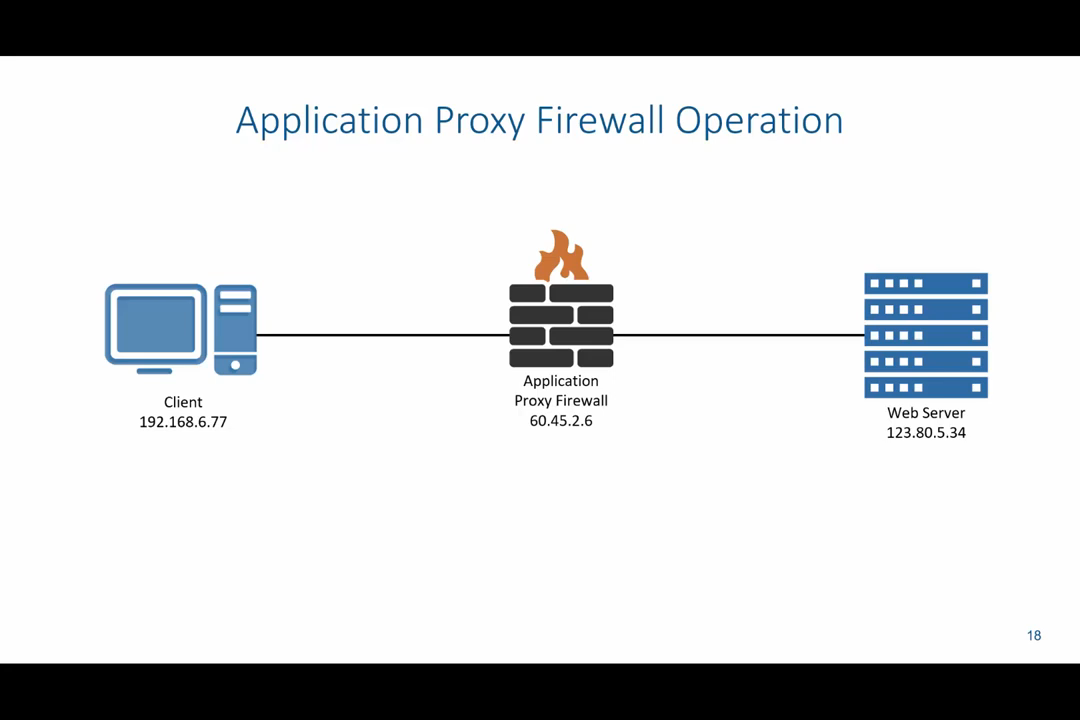 Application Proxy Firewall Operation
Client
192.168.6.77
Application
Proxy Firewall
60.45.2.6
Web Server
123.80.5.34
18